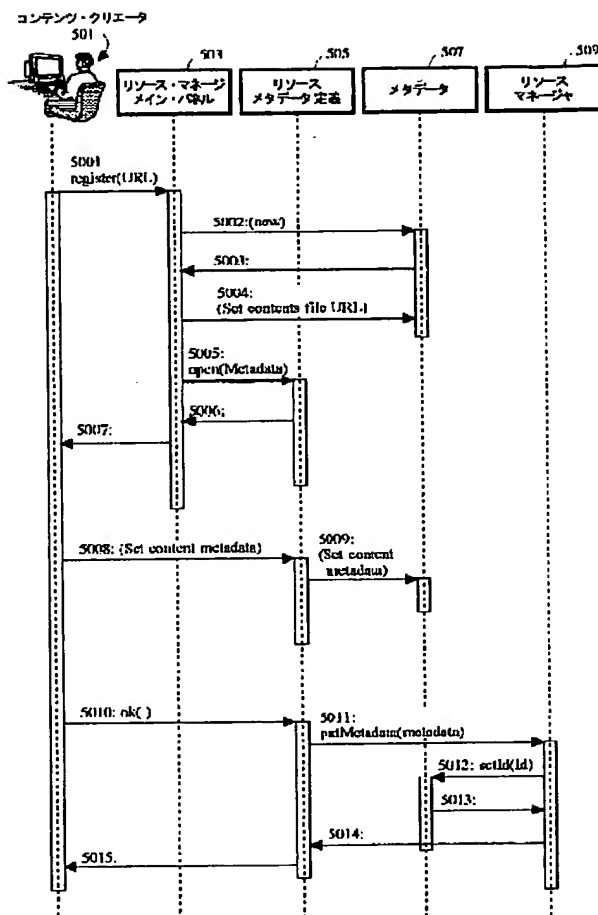 コンテンツ・クリエータ
501
503
505
507
509
リソース・マネージ
メイン・パネル
リソース
メタデータ定義
メタデータ
リソース
マネージャ
5001
register(URL)
5002:(new)
5003:
5004:
(Set contents file URL)
5005:
open(Metadata)
5006:
5007:
5008: (Set content metadata)
5009:
(Set content
metadata)
5010: ok( )
5011:
putMetadata(metadata)
5012: setId(id)
5013:
5014:
5015: